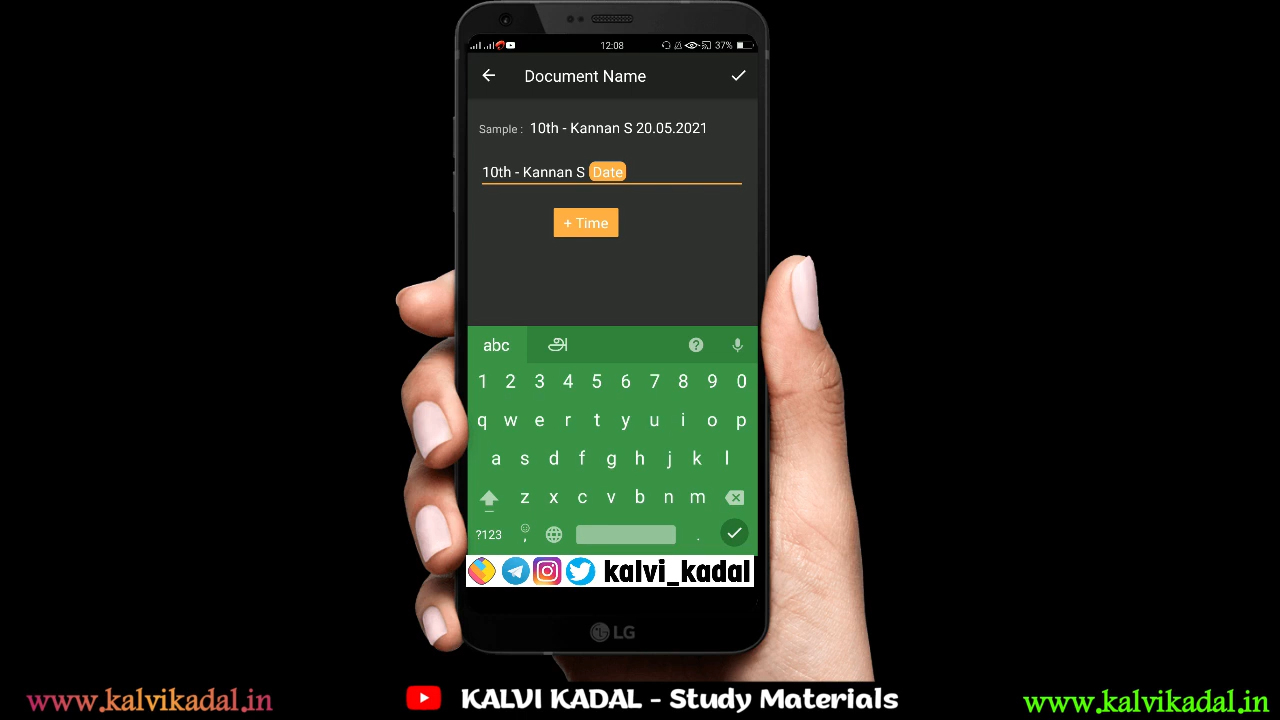 12:08 37%
Document Name
Sample : 10th - Kannan S 20.05.2021
10th - Kannan S Date
+ Time
abc அ
1 2 3 4 5 6 7 8 9 0
q w e r t y u i o p
a s d f g h j k l
z x c v b n m
?123 , .
kalvi_kadal
LG
www.kalvikadal.in KALVI KADAL - Study Materials www.kalvikadal.in